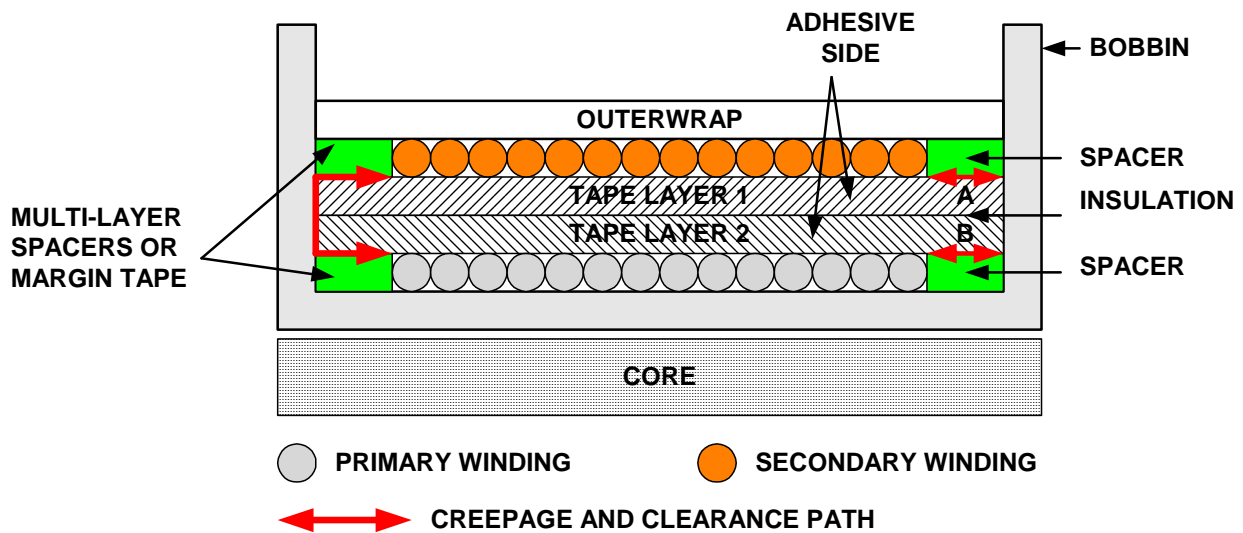 ADHESIVE
SIDE
BOBBIN
OUTERWRAP
SPACER
TAPE LAYER 1
A
INSULATION
MULTI-LAYER
SPACERS OR
MARGIN TAPE
TAPE LAYER 2
B
SPACER
CORE
PRIMARY WINDING
SECONDARY WINDING
CREEPAGE AND CLEARANCE PATH